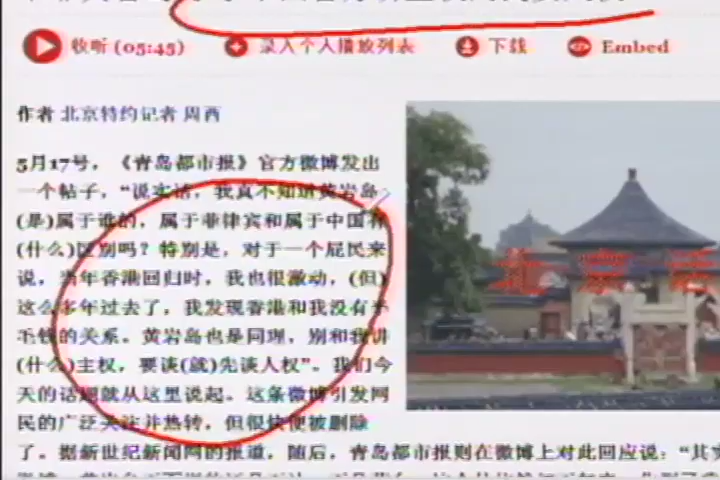 收听 (05:45)
录入个人播放列表
下载
Embed
作者 北京特约记者 周西
5月17号，《青岛都市报》官方微博发出
一个帖子，“说实话，我真不知道黄岩岛
(是)属于谁的，属于菲律宾和属于中国有
(什么)区别吗？特别是，对于一个屁民来
说，当年香港回归时，我也很激动，(但)
这么多年过去了，我发现香港和我没有半
毛钱的关系。黄岩岛也是同理，别和我讲
(什么)主权，要谈(就)先谈人权”。我们今
天的话题就从这里说起。这条微博引发网
民的广泛关注并热转，但很快便被删除
了。据新世纪新闻网的报道，随后，青岛都市报则在微博上对此回应说：“其实